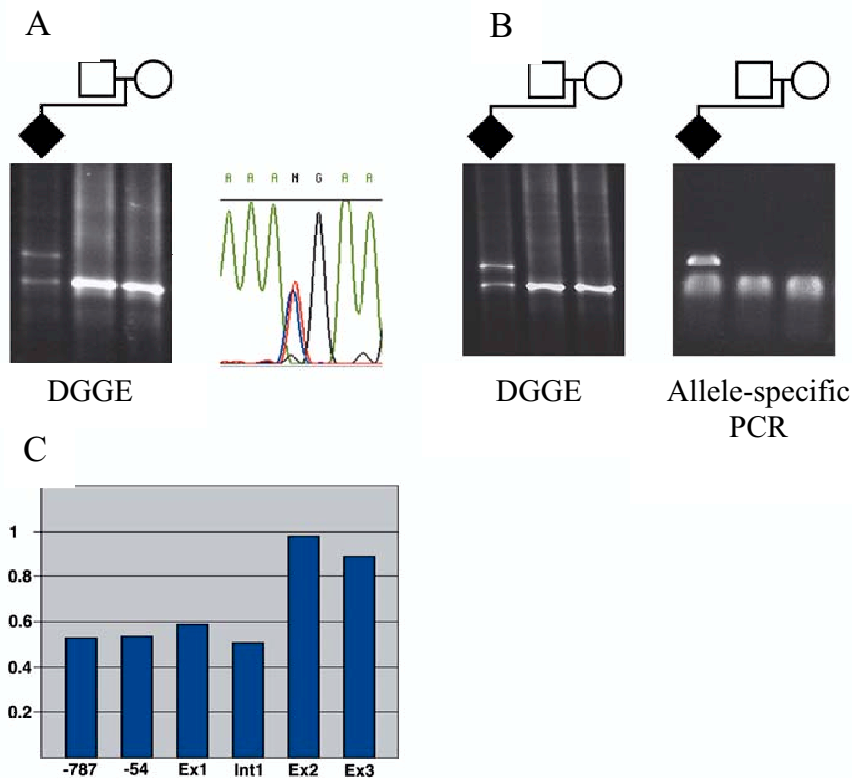 A
B
A A A N G A A
DGGE
DGGE
Allele-specific
PCR
C
1
0.8
0.6
0.4
0.2
-787 -54 Ex1 Int1 Ex2 Ex3